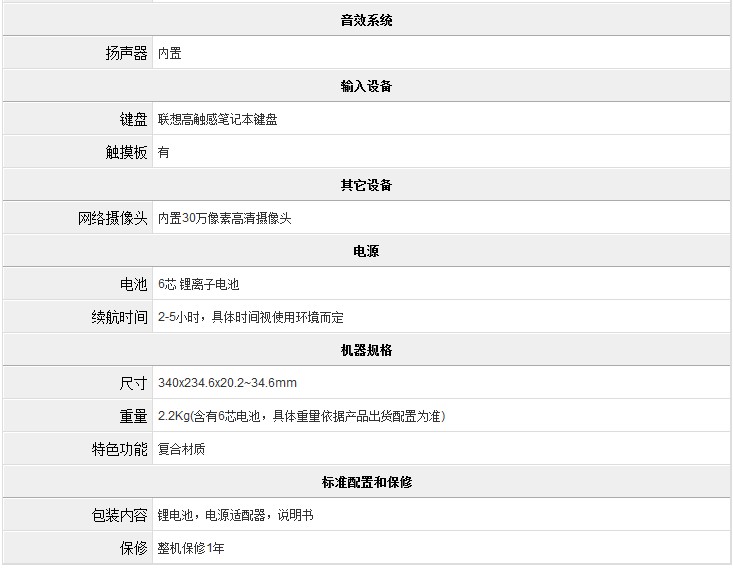 音效系统
扬声器 内置
输入设备
键盘 联想高触感笔记本键盘
触摸板 有
其它设备
网络摄像头 内置30万像素高清摄像头
电源
电池 6芯 锂离子电池
续航时间 2-5小时，具体时间视使用环境而定
机器规格
尺寸 340x234.6x20.2~34.6mm
重量 2.2Kg(含有6芯电池，具体重量依据产品出货配置为准)
特色功能 复合材质
标准配置和保修
包装内容 锂电池，电源适配器，说明书
保修 整机保修1年